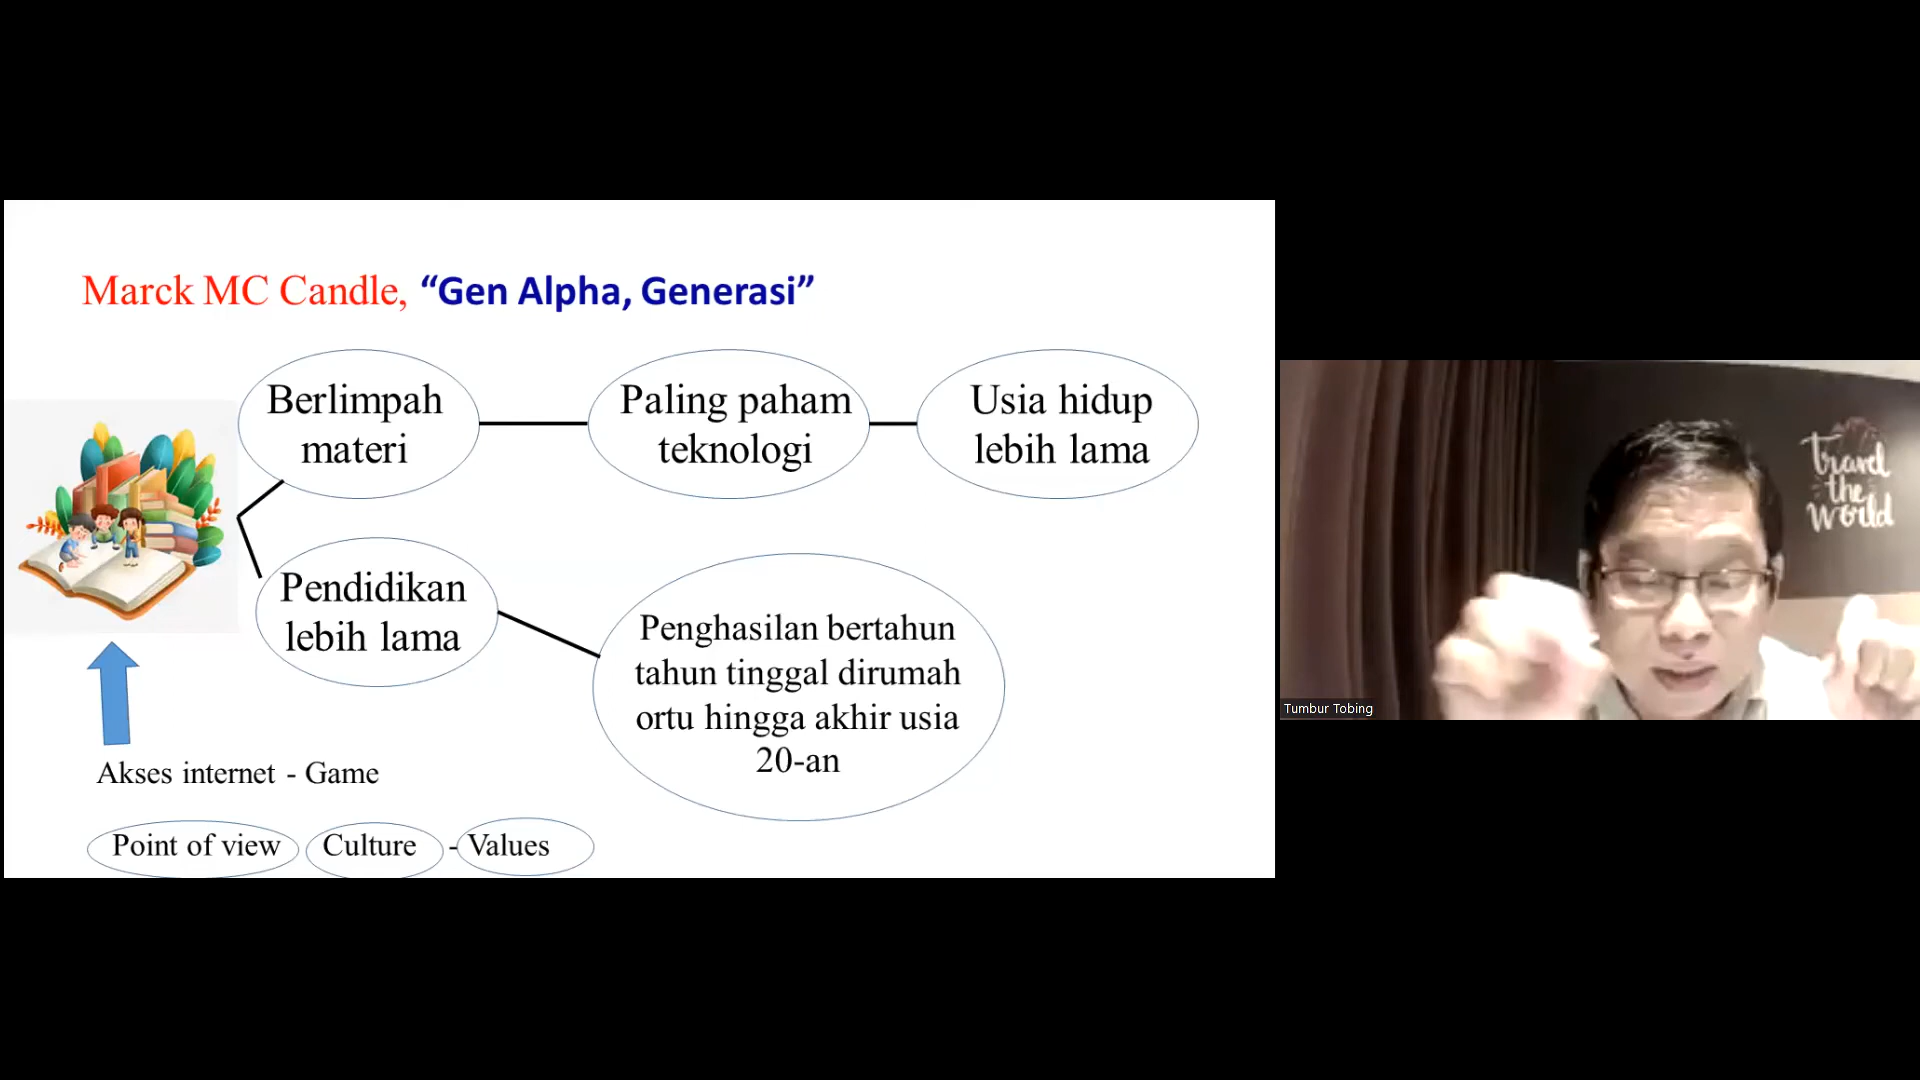 Marck MC Candle, “Gen Alpha, Generasi”
Berlimpah
materi
Paling paham
teknologi
Usia hidup
lebih lama
Pendidikan
lebih lama
Penghasilan bertahun
tahun tinggal dirumah
ortu hingga akhir usia
20-an
Akses internet - Game
Point of view Culture - Values
travel
the
world
Tumbur Tobing